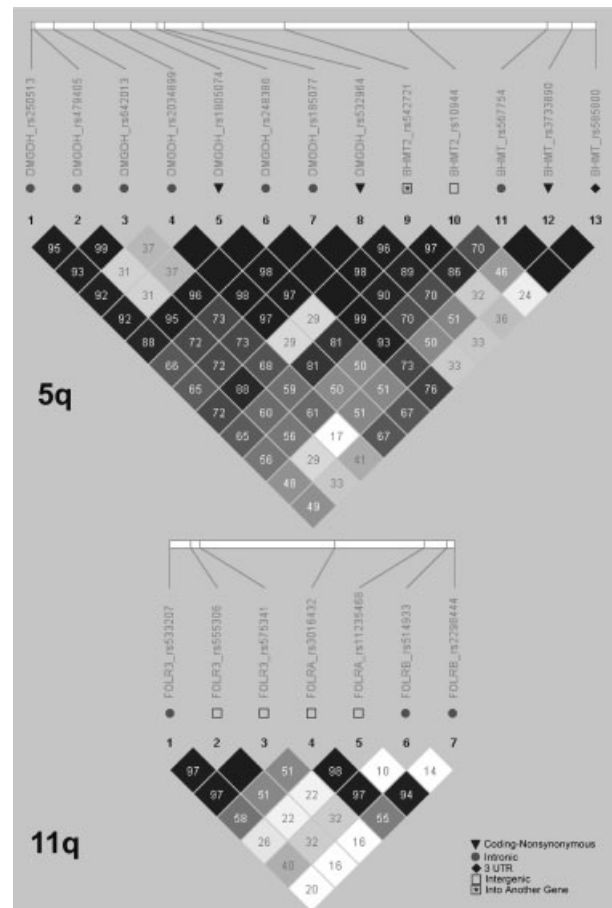 DMGDH_rs250513
DMGDH_rs479405
DMGDH_rs642013
DMGDH_rs2034899
DMGDH_rs1805074
DMGDH_rs248386
DMGDH_rs185077
DMGDH_rs532964
BHMT2_rs542721
BHMT2_rs10944
BHMT_rs567754
BHMT_rs3733890
BHMT_rs585800
1 2 3 4 5 6 7 8 9 10 11 12 13
95 99 37 96 97 70
93 31 37 98 98 89 86 46
92 31 96 98 97 90 70 32 24
92 95 73 97 29 99 70 51 36
88 72 73 29 81 93 50 33
66 72 68 81 50 73 33
65 88 59 50 51 76
5q
72 60 61 51 67
65 56 17 67
56 29 41
48 33
49
FOLR3_rs533207
FOLR3_rs555306
FOLR3_rs575341
FOLRA_rs3016432
FOLRA_rs11235468
FOLRB_rs514933
FOLRB_rs2298444
1 2 3 4 5 6 7
97 51 98 10 14
97 51 22 97 94
58 22 32 55
26 32 16
40 16
20
11q
Coding-Nonsynonymous
Intronic
3 UTR
Intergenic
Into Another Gene